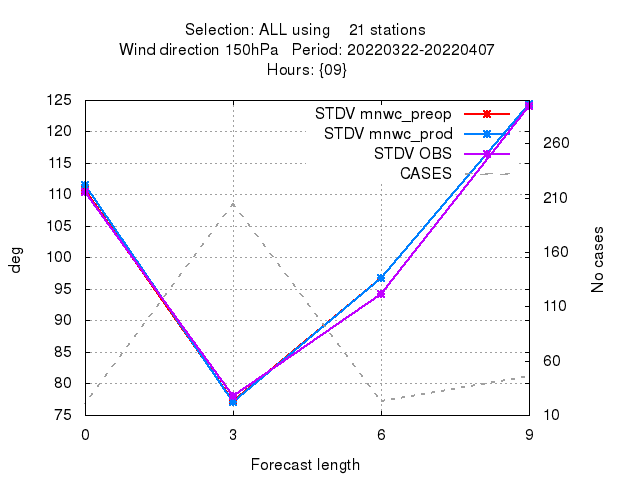 Selection: ALL using    21 stations
Wind direction 150hPa   Period: 20220322-20220407
Hours: {09}
125
120
115
110
105
100
95
90
85
80
75
deg
STDV mnwc_preop
STDV mnwc_prod
STDV OBS
CASES
260
210
160
110
60
10
No cases
0 3 6 9
Forecast length